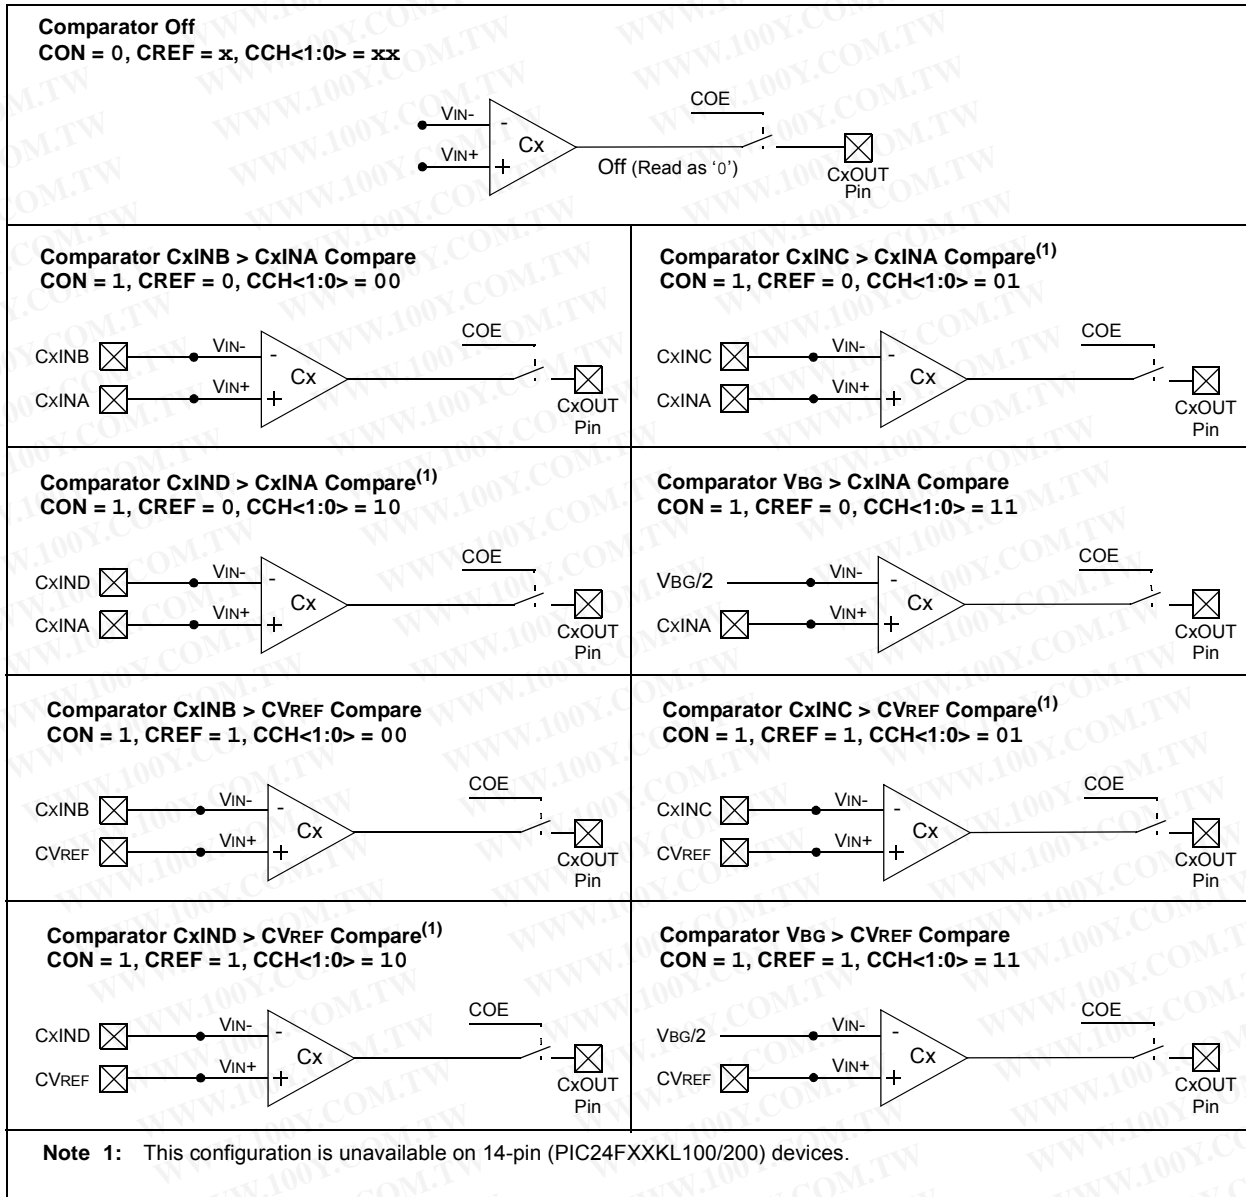 Comparator Off
CON = 0, CREF = x, CCH<1:0> = xx
COE
VIN-
-
Cx
VIN+
+
Off (Read as ‘0’)
CxOUT
Pin
Comparator CxINB > CxINA Compare
CON = 1, CREF = 0, CCH<1:0> = 00
COE
CxINB
VIN-
-
Cx
CxINA
VIN+
+
CxOUT
Pin
Comparator CxINC > CxINA Compare(1)
CON = 1, CREF = 0, CCH<1:0> = 01
COE
CxINC
VIN-
-
Cx
CxINA
VIN+
+
CxOUT
Pin
Comparator CxIND > CxINA Compare(1)
CON = 1, CREF = 0, CCH<1:0> = 10
COE
CxIND
VIN-
-
Cx
CxINA
VIN+
+
CxOUT
Pin
Comparator VBG > CxINA Compare
CON = 1, CREF = 0, CCH<1:0> = 11
COE
VBG/2
VIN-
-
Cx
CxINA
VIN+
+
CxOUT
Pin
Comparator CxINB > CVREF Compare
CON = 1, CREF = 1, CCH<1:0> = 00
COE
CxINB
VIN-
-
Cx
CVREF
VIN+
+
CxOUT
Pin
Comparator CxINC > CVREF Compare(1)
CON = 1, CREF = 1, CCH<1:0> = 01
COE
CxINC
VIN-
-
Cx
CVREF
VIN+
+
CxOUT
Pin
Comparator CxIND > CVREF Compare(1)
CON = 1, CREF = 1, CCH<1:0> = 10
COE
CxIND
VIN-
-
Cx
CVREF
VIN+
+
CxOUT
Pin
Comparator VBG > CVREF Compare
CON = 1, CREF = 1, CCH<1:0> = 11
COE
VBG/2
VIN-
-
Cx
CVREF
VIN+
+
CxOUT
Pin
Note 1: This configuration is unavailable on 14-pin (PIC24FXXKL100/200) devices.
WWW.100Y.COM.TW